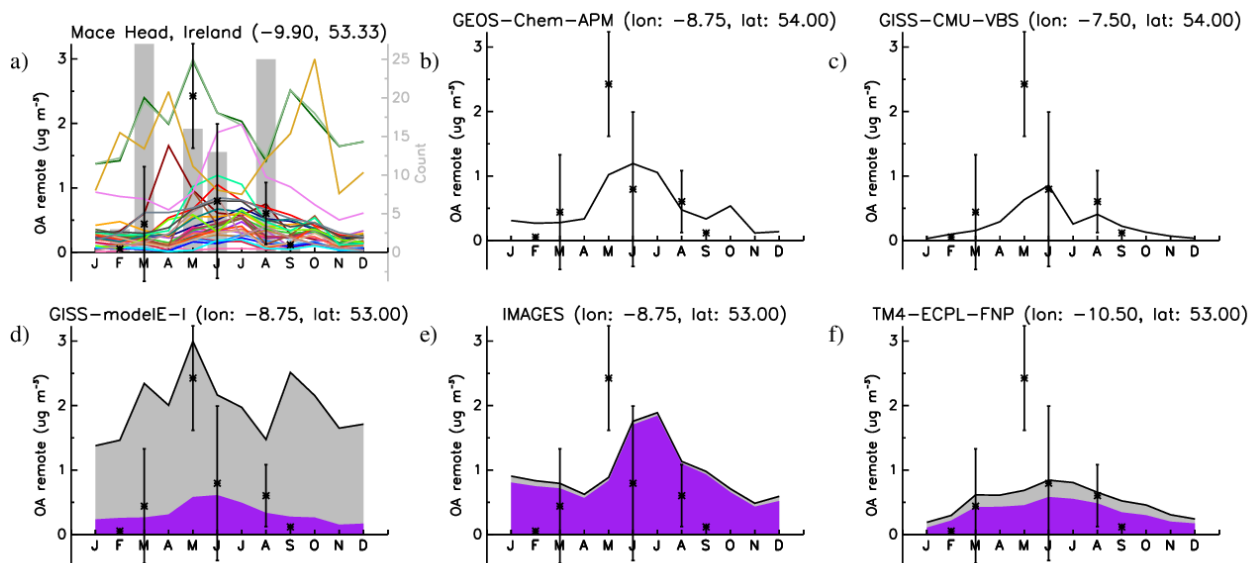 a)
Mace Head, Ireland (-9.90, 53.33)
OA remote (ug m⁻³)
3
2
1
0
25
20
15
10
5
0
Count
J F M A M J J A S O N D
b)
GEOS-Chem-APM (lon: -8.75, lat: 54.00)
OA remote (ug m⁻³)
3
2
1
0
J F M A M J J A S O N D
c)
GISS-CMU-VBS (lon: -7.50, lat: 54.00)
OA remote (ug m⁻³)
3
2
1
0
J F M A M J J A S O N D
d)
GISS-modelE-I (lon: -8.75, lat: 53.00)
OA remote (ug m⁻³)
3
2
1
0
J F M A M J J A S O N D
e)
IMAGES (lon: -8.75, lat: 53.00)
OA remote (ug m⁻³)
3
2
1
0
J F M A M J J A S O N D
f)
TM4-ECPL-FNP (lon: -10.50, lat: 53.00)
OA remote (ug m⁻³)
3
2
1
0
J F M A M J J A S O N D